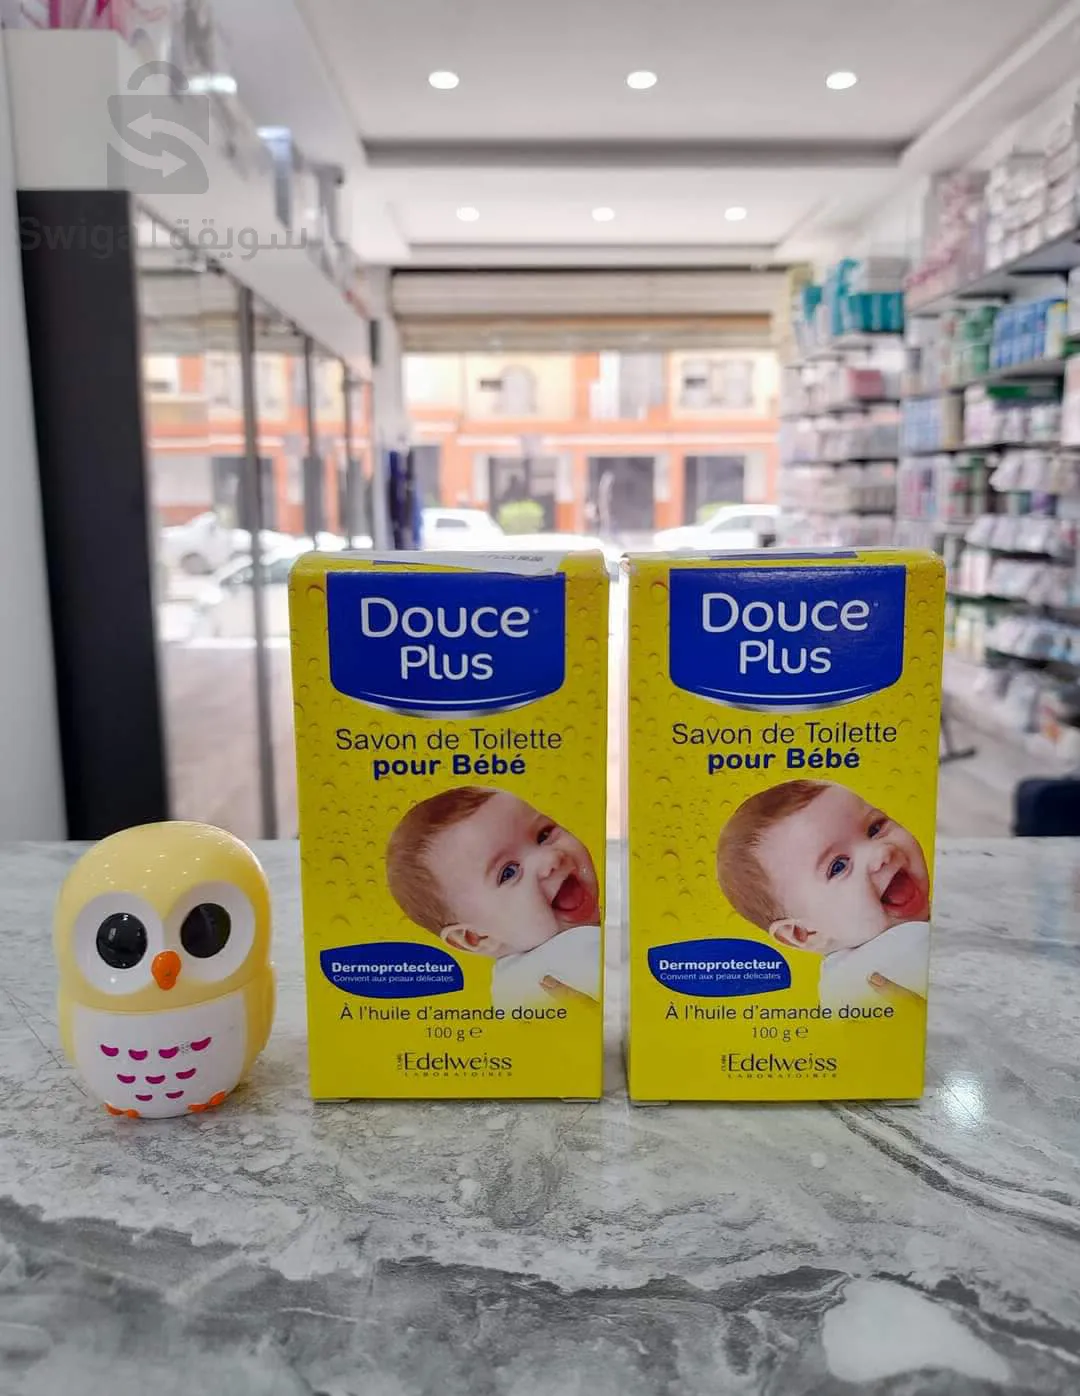 Swiqa سويقة
Douce
Plus
Savon de Toilette
pour Bébé
Dermoprotecteur
Convient aux peaux délicates
À l'huile d'amande douce
100 g ℮
Edelweiss
LABORATOIRES
Douce
Plus
Savon de Toilette
pour Bébé
Dermoprotecteur
Convient aux peaux délicates
À l'huile d'amande douce
100 g ℮
Edelweiss
LABORATOIRES